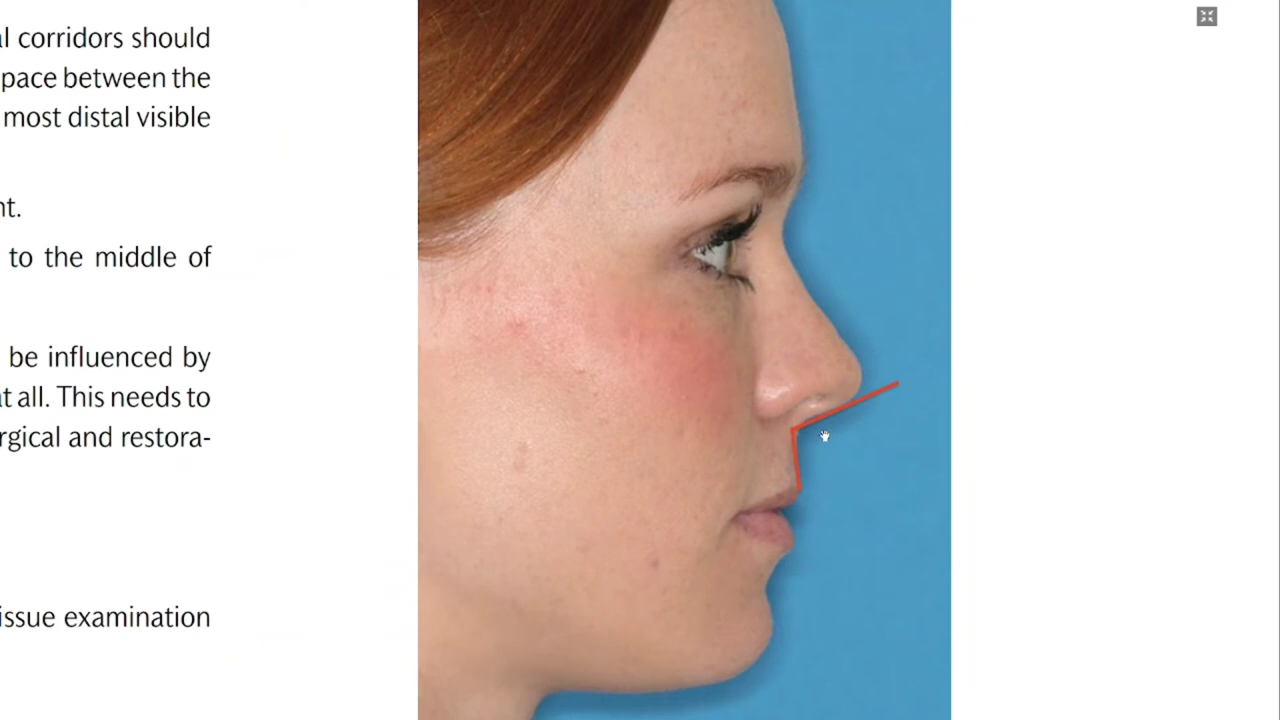 l corridors should
pace between the
most distal visible
nt.
to the middle of
be influenced by
t all. This needs to
rgical and restora-
issue examination